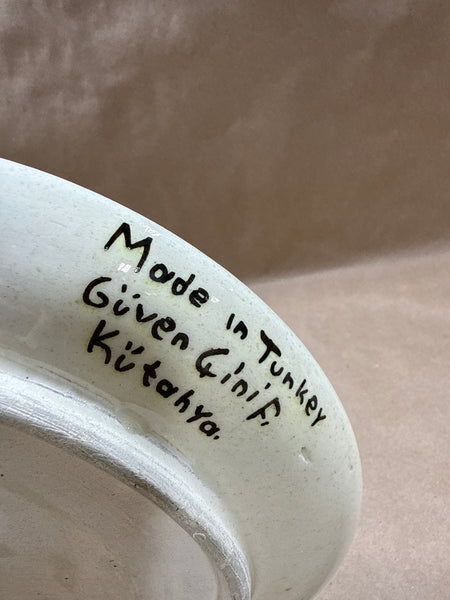 Made in Turkey
Güven Çini F.
Kütahya.